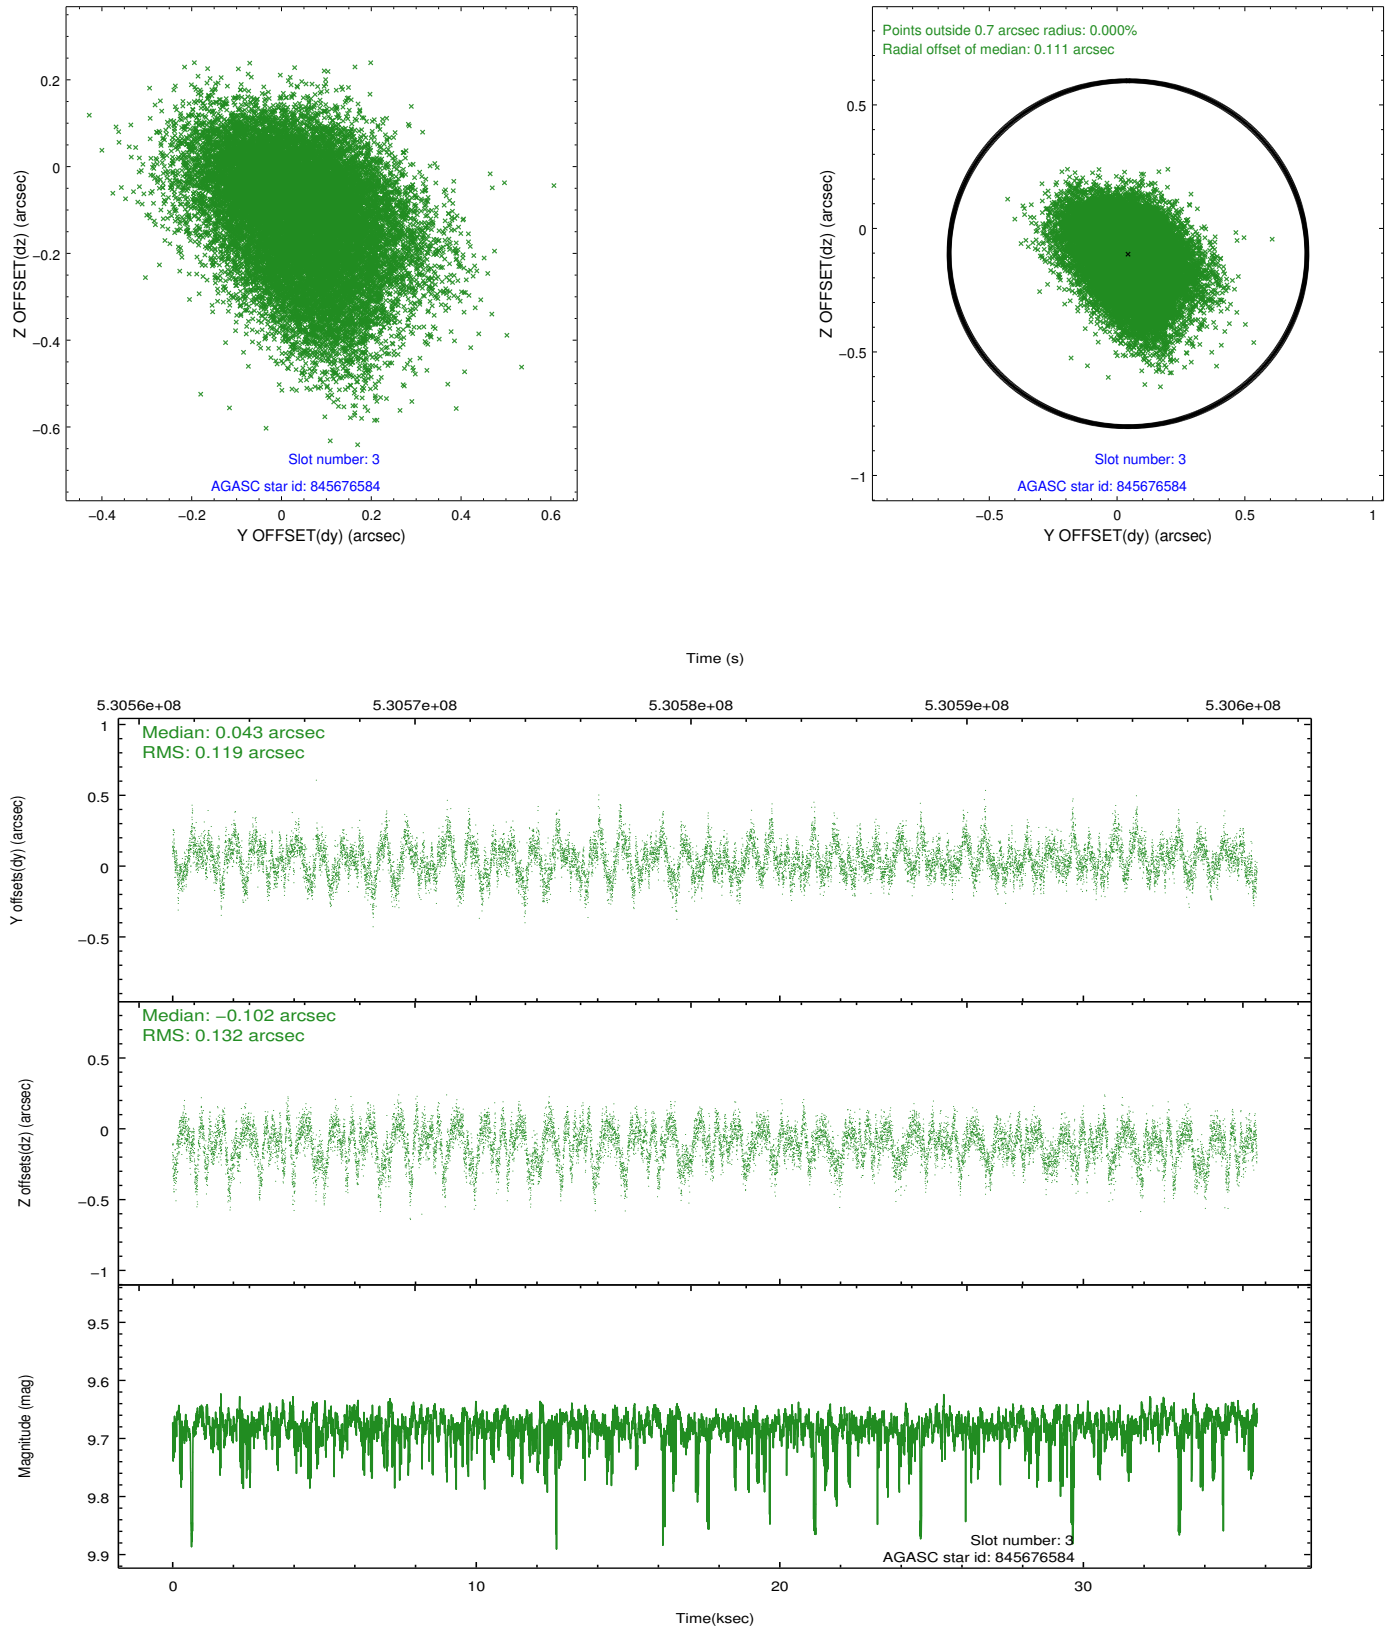 0.2
0
−0.2
−0.4
−0.6
Z OFFSET(dz) (arcsec)
Slot number: 3
AGASC star id: 845676584
−0.4
−0.2
0
0.2
0.4
0.6
Y OFFSET(dy) (arcsec)
Points outside 0.7 arcsec radius: 0.000%
Radial offset of median: 0.111 arcsec
0.5
0
−0.5
−1
Z OFFSET(dz) (arcsec)
Slot number: 3
AGASC star id: 845676584
−0.5
0
0.5
1
Y OFFSET(dy) (arcsec)
Time (s)
5.3056e+08
5.3057e+08
5.3058e+08
5.3059e+08
5.306e+08
Median: 0.043 arcsec
RMS: 0.119 arcsec
1
0.5
0
−0.5
Y offsets(dy) (arcsec)
Median: −0.102 arcsec
RMS: 0.132 arcsec
0.5
0
−0.5
−1
Z offsets(dz) (arcsec)
9.5
9.6
9.7
9.8
9.9
Magnitude (mag)
Slot number: 3
AGASC star id: 845676584
0
10
20
30
Time(ksec)